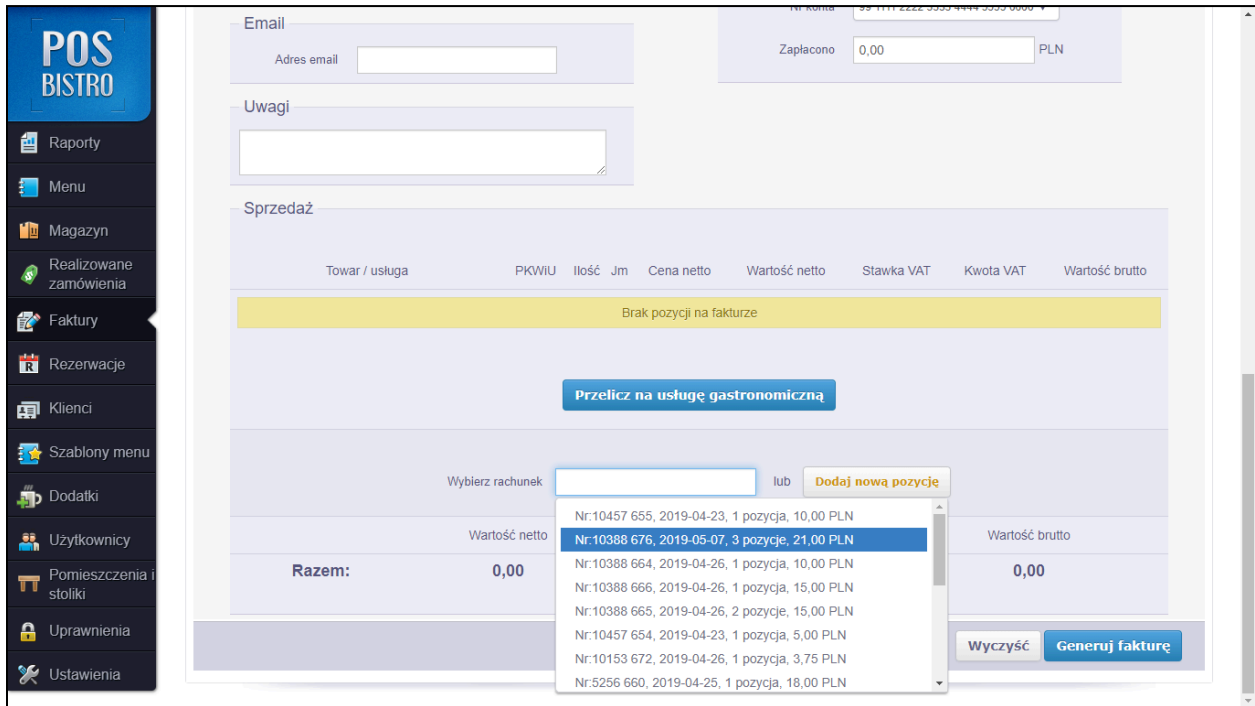 POS
BISTRO
Raporty
Menu
Magazyn
Realizowane
zamówienia
Faktury
Rezerwacje
Klienci
Szablony menu
Dodatki
Użytkownicy
Pomieszczenia i
stoliki
Uprawnienia
Ustawienia
Email
Adres email
Zapłacono 0,00 PLN
Uwagi
Sprzedaż
Towar / usługa PKWiU Ilość Jm Cena netto Wartość netto Stawka VAT Kwota VAT Wartość brutto
Brak pozycji na fakturze
Przelicz na usługę gastronomiczną
Wybierz rachunek lub Dodaj nową pozycję
Nr:10457 655, 2019-04-23, 1 pozycja, 10,00 PLN
Nr:10388 676, 2019-05-07, 3 pozycje, 21,00 PLN
Nr:10388 664, 2019-04-26, 1 pozycja, 10,00 PLN
Nr:10388 666, 2019-04-26, 1 pozycja, 15,00 PLN
Nr:10388 665, 2019-04-26, 2 pozycje, 15,00 PLN
Nr:10457 654, 2019-04-23, 1 pozycja, 5,00 PLN
Nr:10153 672, 2019-04-26, 1 pozycja, 3,75 PLN
Nr:5256 660, 2019-04-25, 1 pozycja, 18,00 PLN
Wartość netto Wartość brutto
Razem: 0,00 0,00
Wyczyść Generuj fakturę